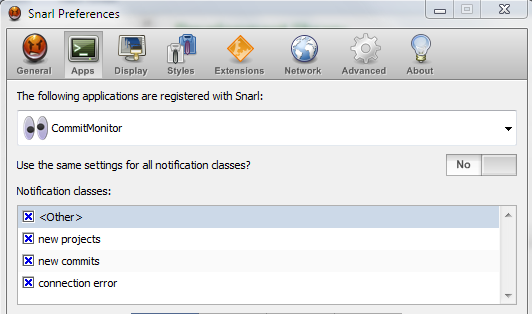 Snarl Preferences
General Apps Display Styles Extensions Network Advanced About
The following applications are registered with Snarl:
CommitMonitor
Use the same settings for all notification classes?
No
Notification classes:
<Other>
new projects
new commits
connection error